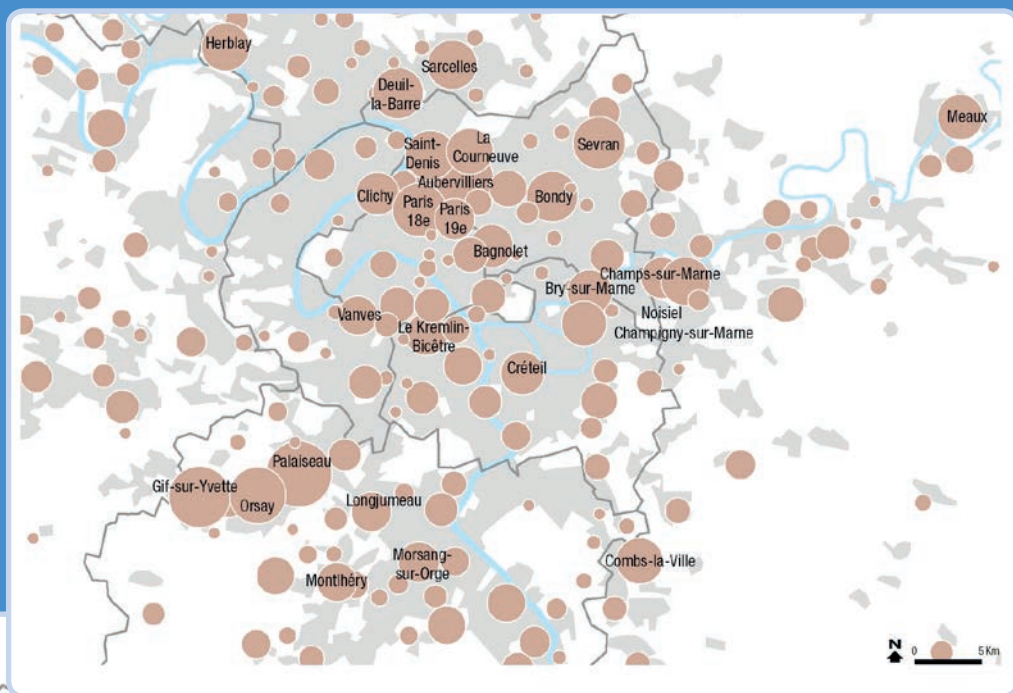 Herblay
Sarcelles
Deuil-
la-Barre
Meaux
La
Courneuve
Saint-
Denis
Sevran
Aubervilliers
Clichy
Bondy
Paris
18e
Paris
19e
Bagnolet
Champs-sur-Marne
Bry-sur-Marne
Noisiel
Vanves
Champigny-sur-Marne
Le Kremlin-
Bicêtre
Créteil
Palaiseau
Gif-sur-Yvette
Orsay
Longjumeau
Morsang-
sur-Orge
Combs-la-Ville
Montlhéry
N
0 5 Km